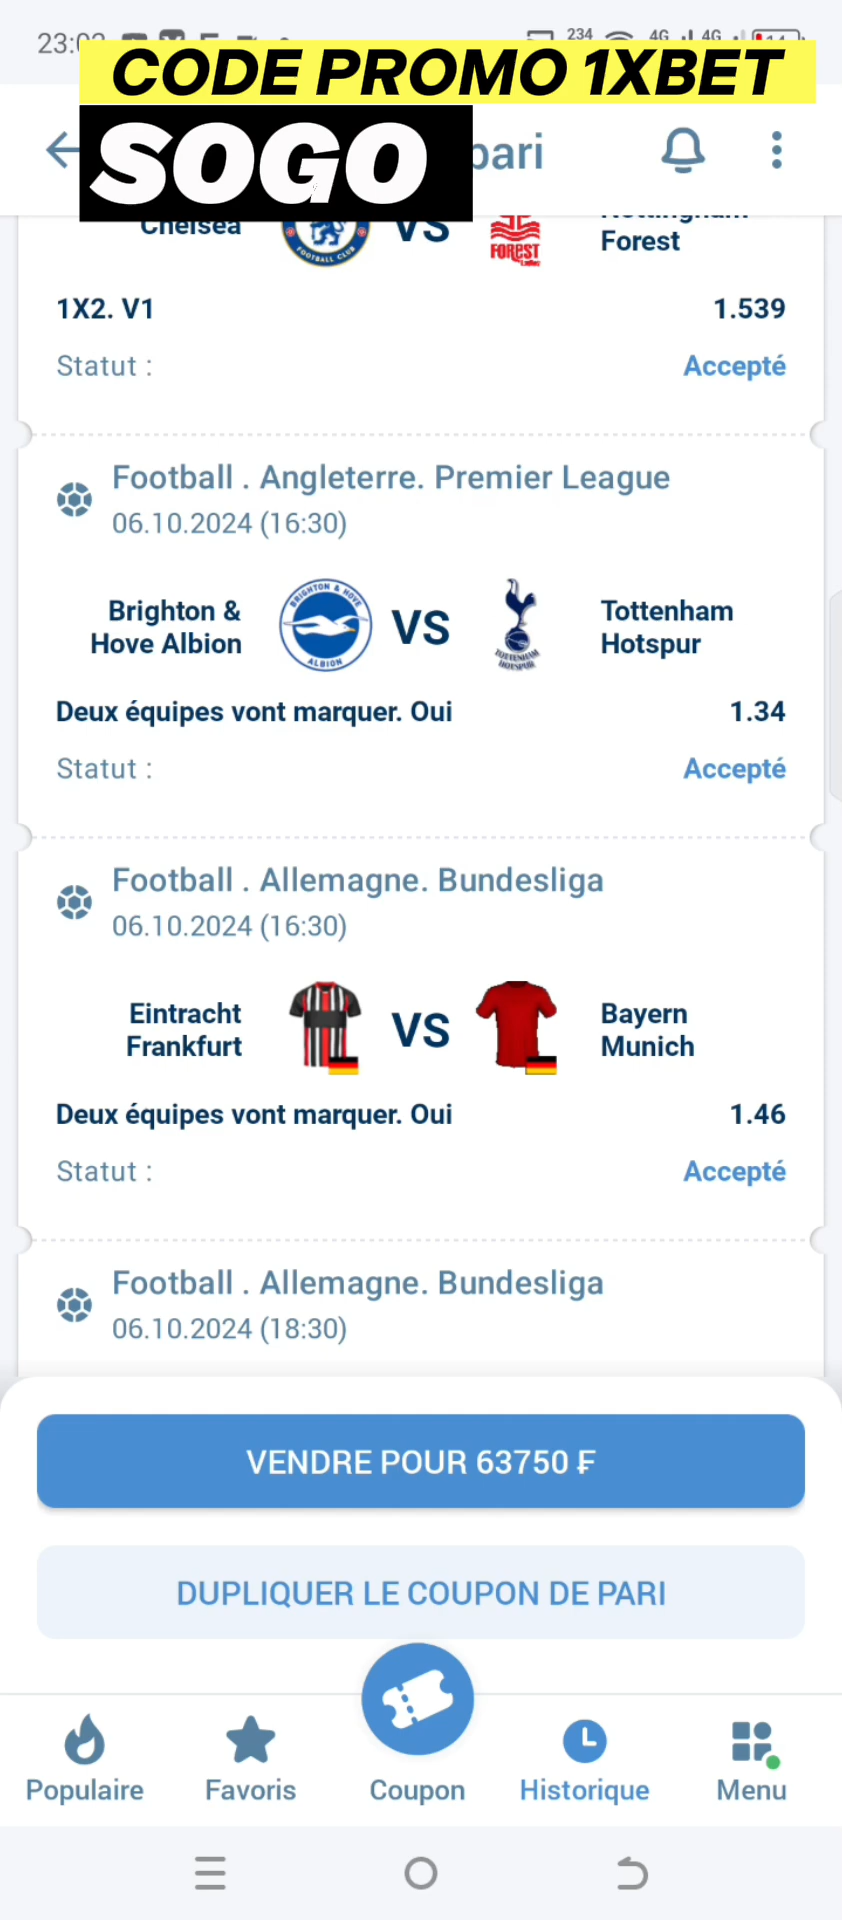 CODE PROMO 1XBET
SOGO
pari
234
4G
4G
Chelsea
VS
Forest
1X2. V1
1.539
Statut :
Accepté
Football . Angleterre. Premier League
06.10.2024 (16:30)
Brighton &
Hove Albion
VS
Tottenham
Hotspur
Deux équipes vont marquer. Oui
1.34
Statut :
Accepté
Football . Allemagne. Bundesliga
06.10.2024 (16:30)
Eintracht
Frankfurt
VS
Bayern
Munich
Deux équipes vont marquer. Oui
1.46
Statut :
Accepté
Football . Allemagne. Bundesliga
06.10.2024 (18:30)
VENDRE POUR 63750 ₣
DUPLIQUER LE COUPON DE PARI
Populaire
Favoris
Coupon
Historique
Menu